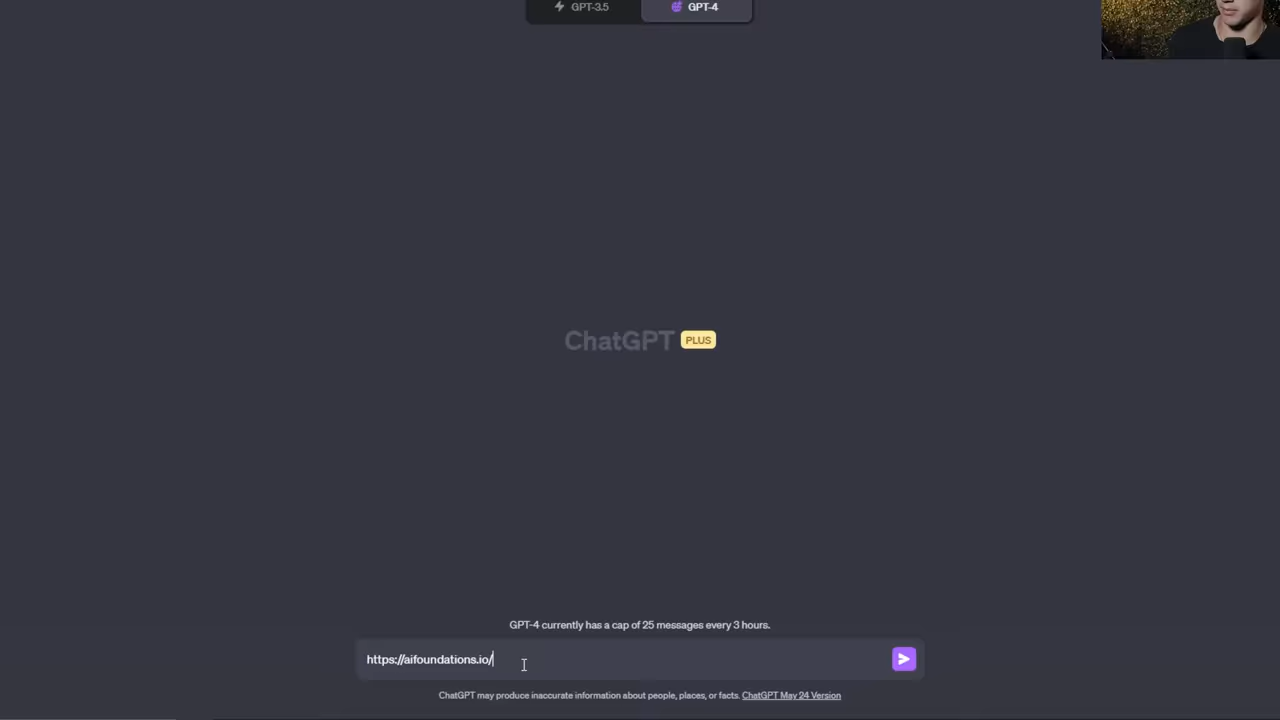 GPT-3.5
GPT-4
ChatGPT PLUS
GPT-4 currently has a cap of 25 messages every 3 hours.
https://aifoundations.io/
ChatGPT may produce inaccurate information about people, places, or facts. ChatGPT May 24 Version